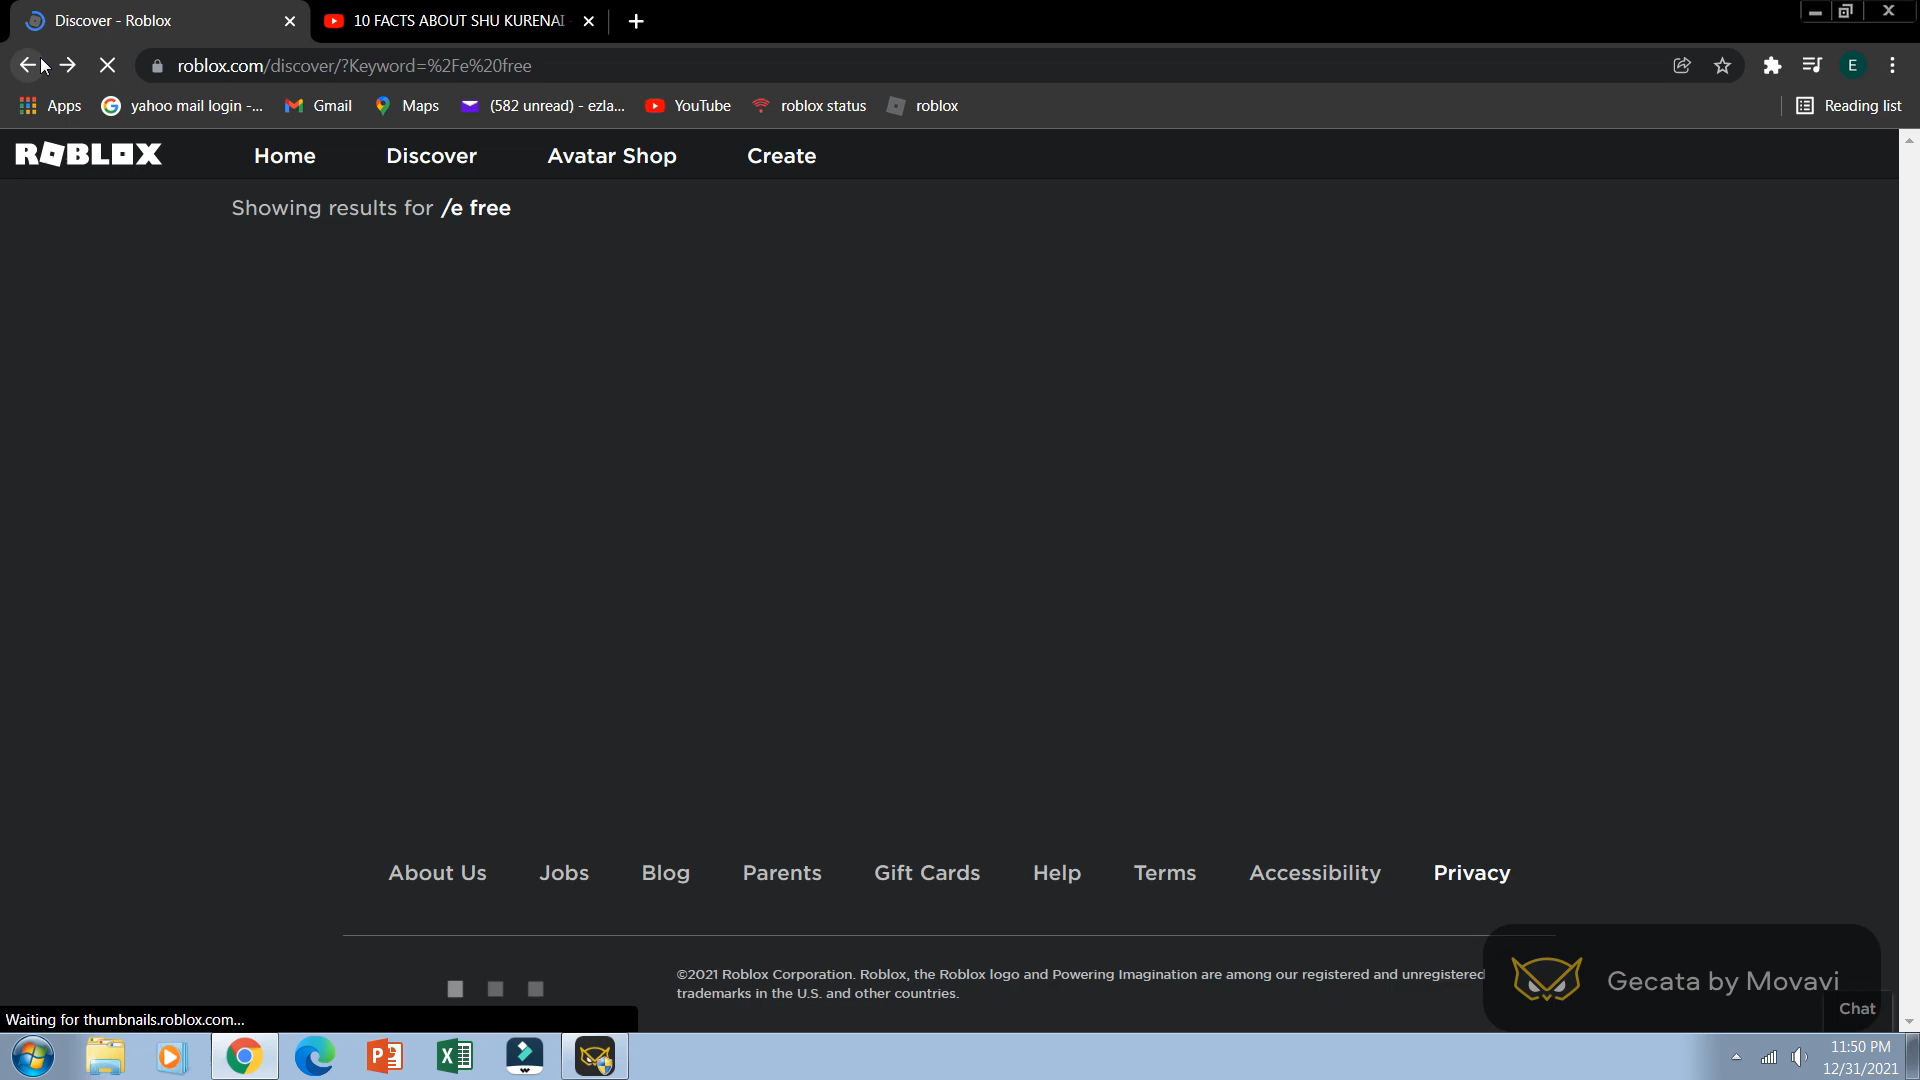 Discover - Roblox
10 FACTS ABOUT SHU KURENAI
roblox.com/discover/?Keyword=%2Fe%20free
E
Apps
yahoo mail login -...
Gmail
Maps
(582 unread) - ezla...
YouTube
roblox status
roblox
Reading list
ROBLOX
Home
Discover
Avatar Shop
Create
Showing results for /e free
About Us
Jobs
Blog
Parents
Gift Cards
Help
Terms
Accessibility
Privacy
©2021 Roblox Corporation. Roblox, the Roblox logo and Powering Imagination are among our registered and unregistered
trademarks in the U.S. and other countries.
Gecata by Movavi
Chat
Waiting for thumbnails.roblox.com...
11:50 PM
12/31/2021